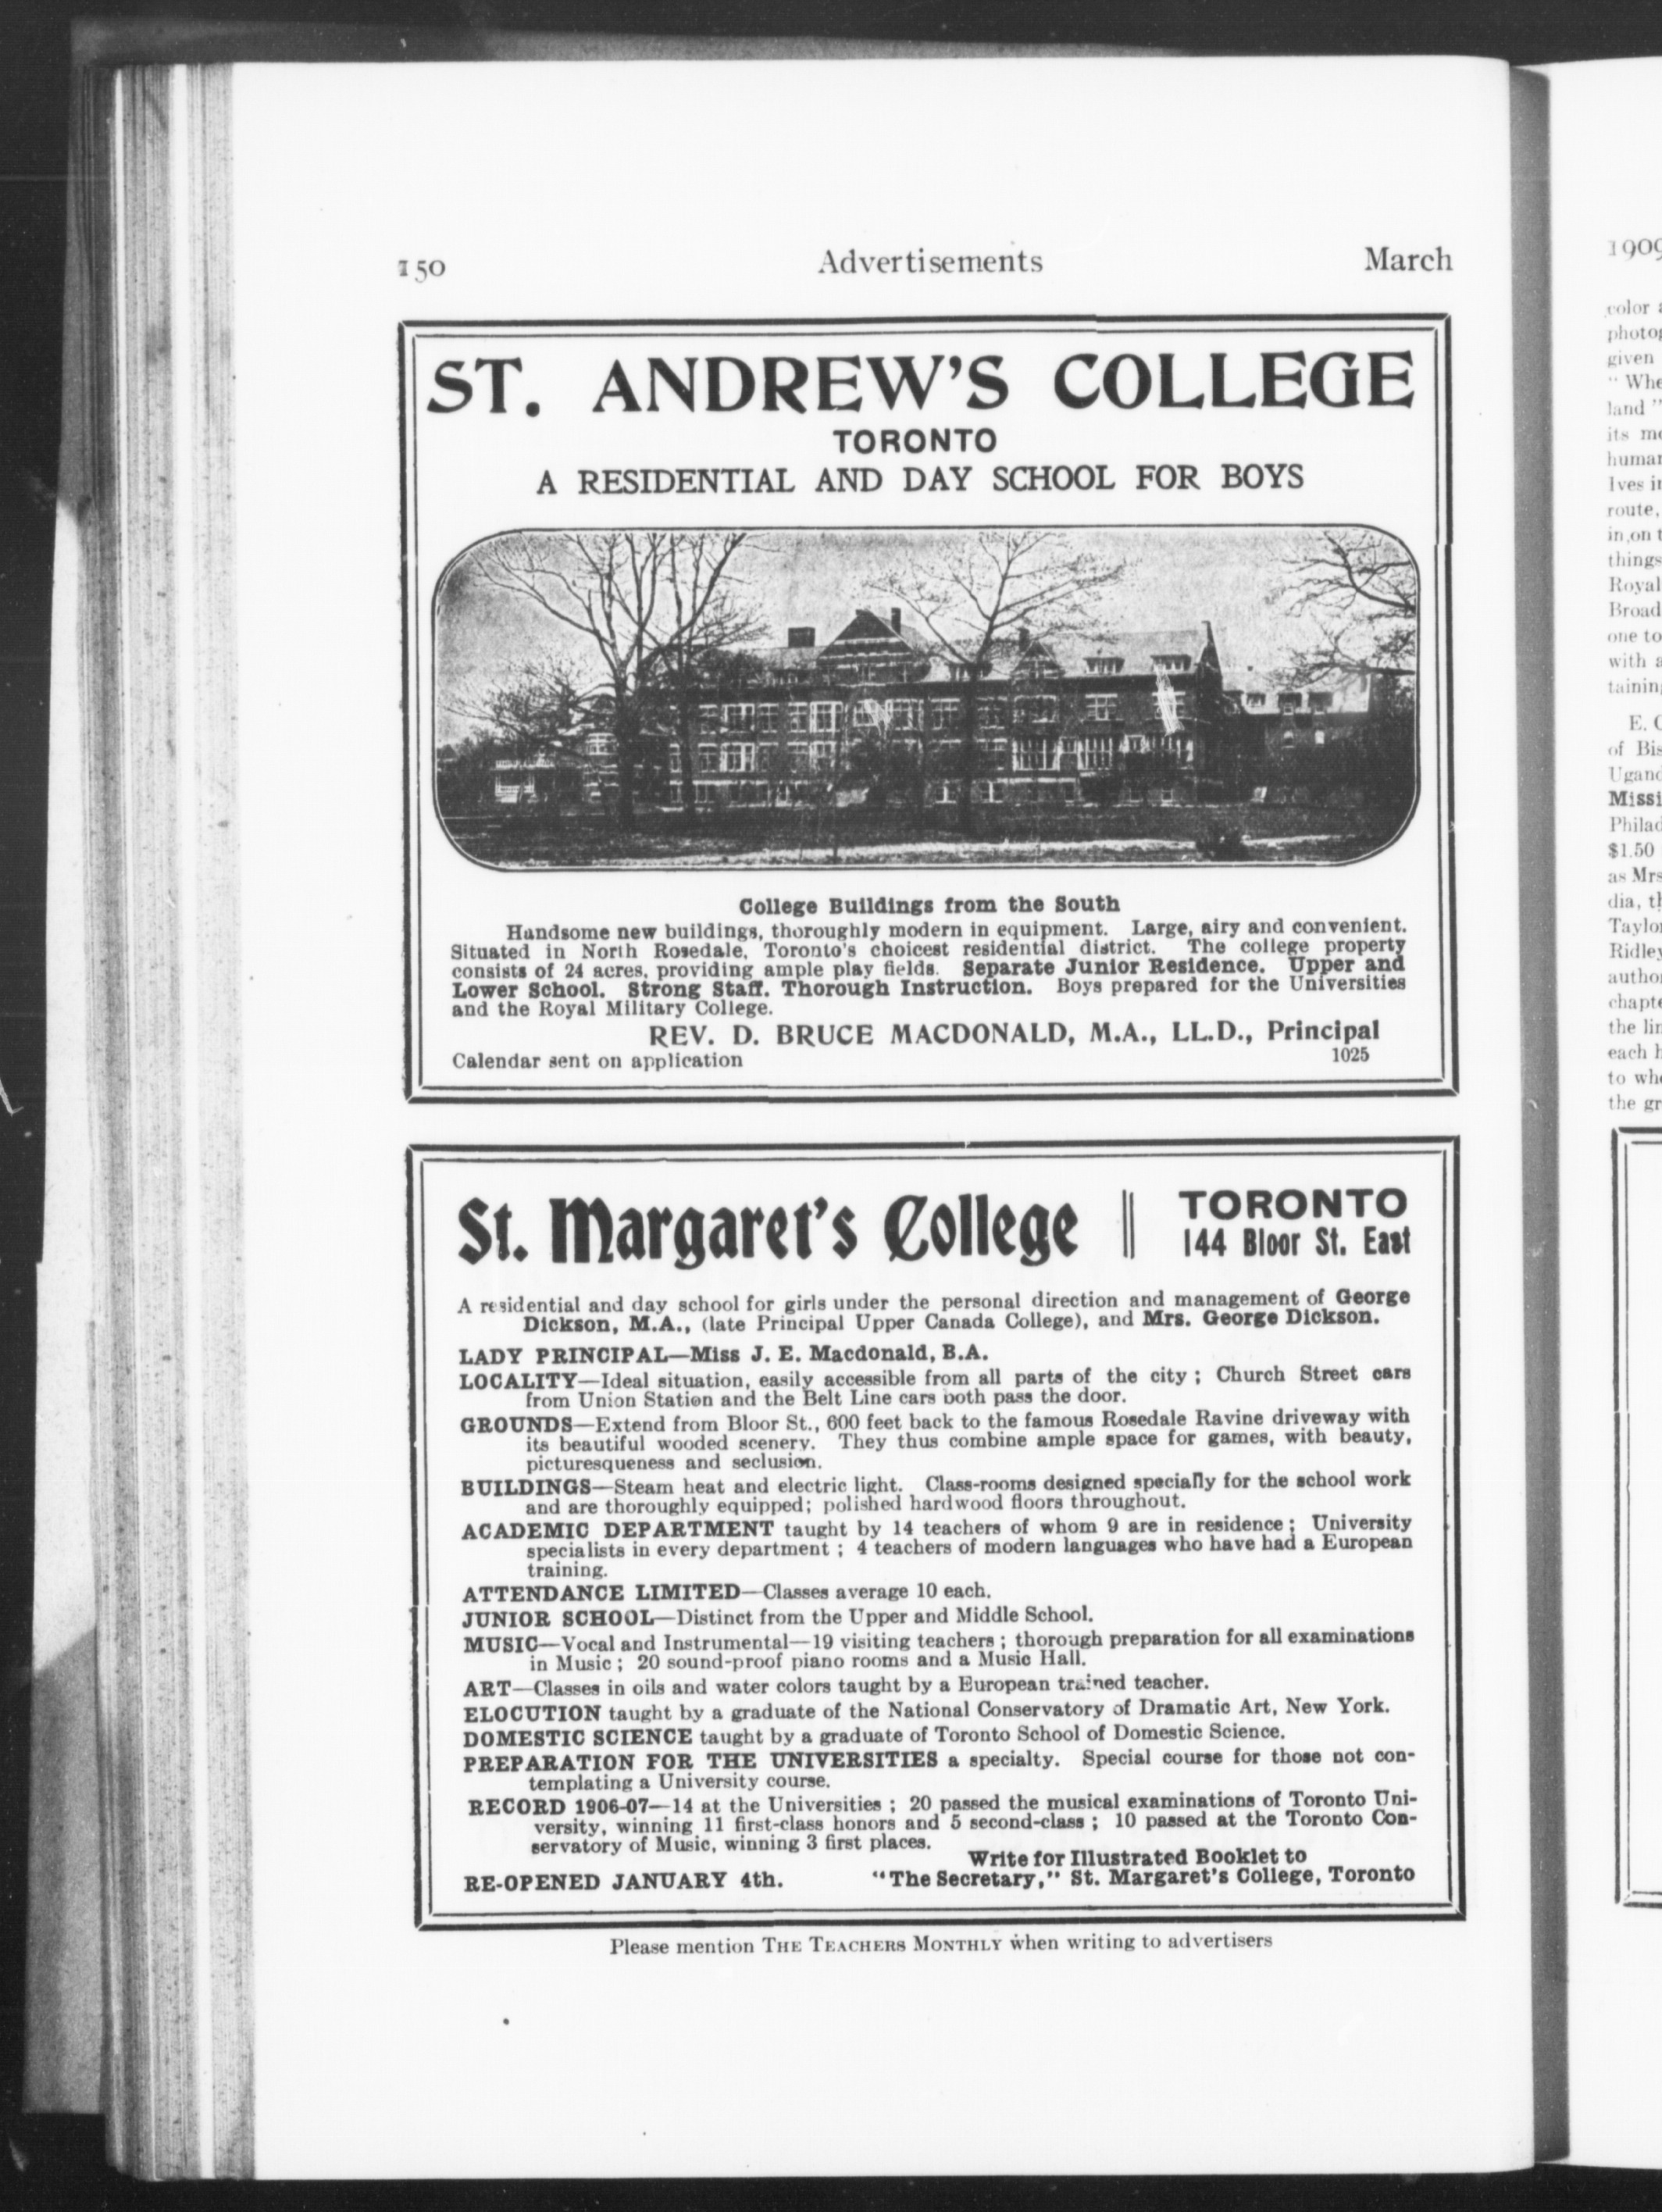 150 Advertisements March
ST. ANDREW'S COLLEGE
TORONTO
A RESIDENTIAL AND DAY SCHOOL FOR BOYS
College Buildings from the South
Handsome new buildings, thoroughly modern in equipment. Large, airy and convenient.
Situated in North Rosedale, Toronto's choicest residential district. The college property
consists of 24 acres, providing ample play fields. Separate Junior Residence. Upper and
Lower School. Strong Staff. Thorough Instruction. Boys prepared for the Universities
and the Royal Military College.
REV. D. BRUCE MACDONALD, M.A., LL.D., Principal
Calendar sent on application 1025
St. Margaret's College || TORONTO
144 Bloor St. East
A residential and day school for girls under the personal direction and management of George
Dickson, M.A., (late Principal Upper Canada College), and Mrs. George Dickson.
LADY PRINCIPAL—Miss J. E. Macdonald, B.A.
LOCALITY—Ideal situation, easily accessible from all parts of the city; Church Street cars
from Union Station and the Belt Line cars both pass the door.
GROUNDS—Extend from Bloor St., 600 feet back to the famous Rosedale Ravine driveway with
its beautiful wooded scenery. They thus combine ample space for games, with beauty,
picturesqueness and seclusion.
BUILDINGS—Steam heat and electric light. Class-rooms designed specially for the school work
and are thoroughly equipped; polished hardwood floors throughout.
ACADEMIC DEPARTMENT taught by 14 teachers of whom 9 are in residence; University
specialists in every department; 4 teachers of modern languages who have had a European
training.
ATTENDANCE LIMITED—Classes average 10 each.
JUNIOR SCHOOL—Distinct from the Upper and Middle School.
MUSIC—Vocal and Instrumental—19 visiting teachers; thorough preparation for all examinations
in Music; 20 sound-proof piano rooms and a Music Hall.
ART—Classes in oils and water colors taught by a European trained teacher.
ELOCUTION taught by a graduate of the National Conservatory of Dramatic Art, New York.
DOMESTIC SCIENCE taught by a graduate of Toronto School of Domestic Science.
PREPARATION FOR THE UNIVERSITIES a specialty. Special course for those not con-
templating a University course.
RECORD 1906-07—14 at the Universities; 20 passed the musical examinations of Toronto Uni-
versity, winning 11 first-class honors and 5 second-class; 10 passed at the Toronto Con-
servatory of Music, winning 3 first places.
Write for Illustrated Booklet to
RE-OPENED JANUARY 4th. "The Secretary," St. Margaret's College, Toronto
Please mention THE TEACHERS MONTHLY when writing to advertisers
1909
color
given
land
its
route,
things
Royal
Broad
one to
with
E.
of
$1.50
as Mrs
the
each
to
the